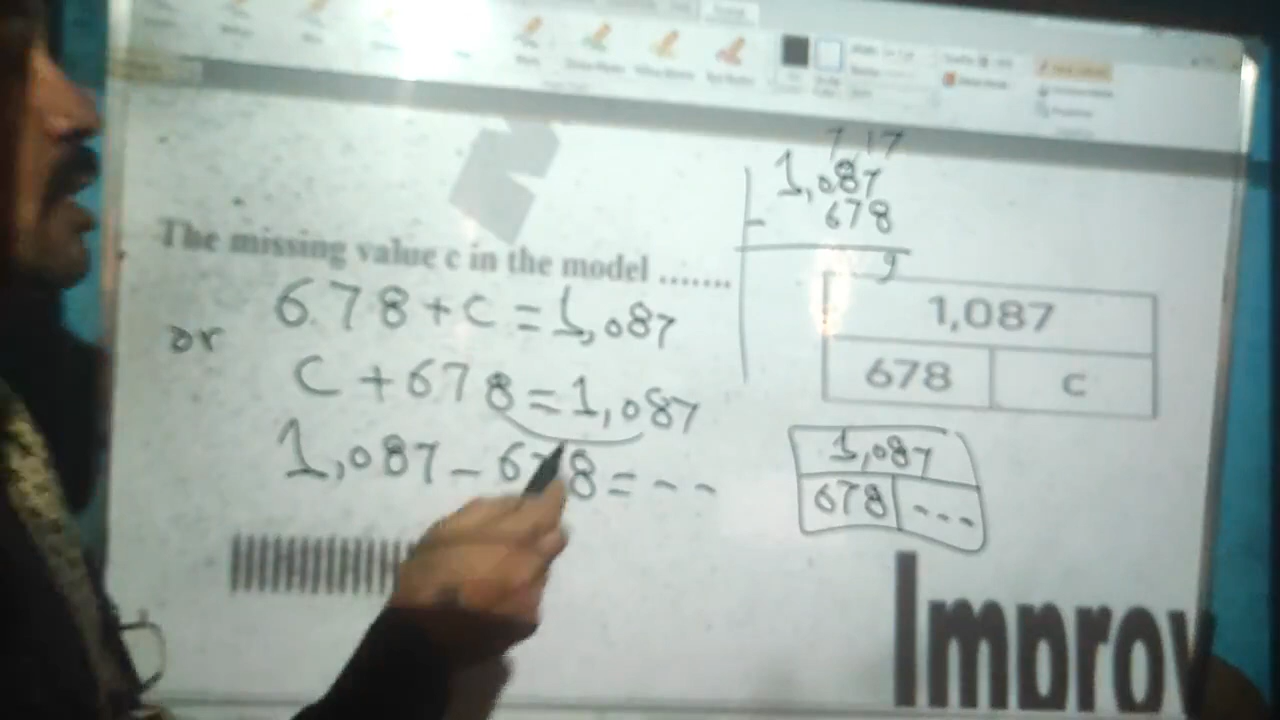 The missing value c in the model .......
678 + C = 1,087
or
C + 678 = 1,087
1,087 - 678 = ---
7 17
1,087
- 678
9
1,087
678 c
1,087
678 ---
Improv